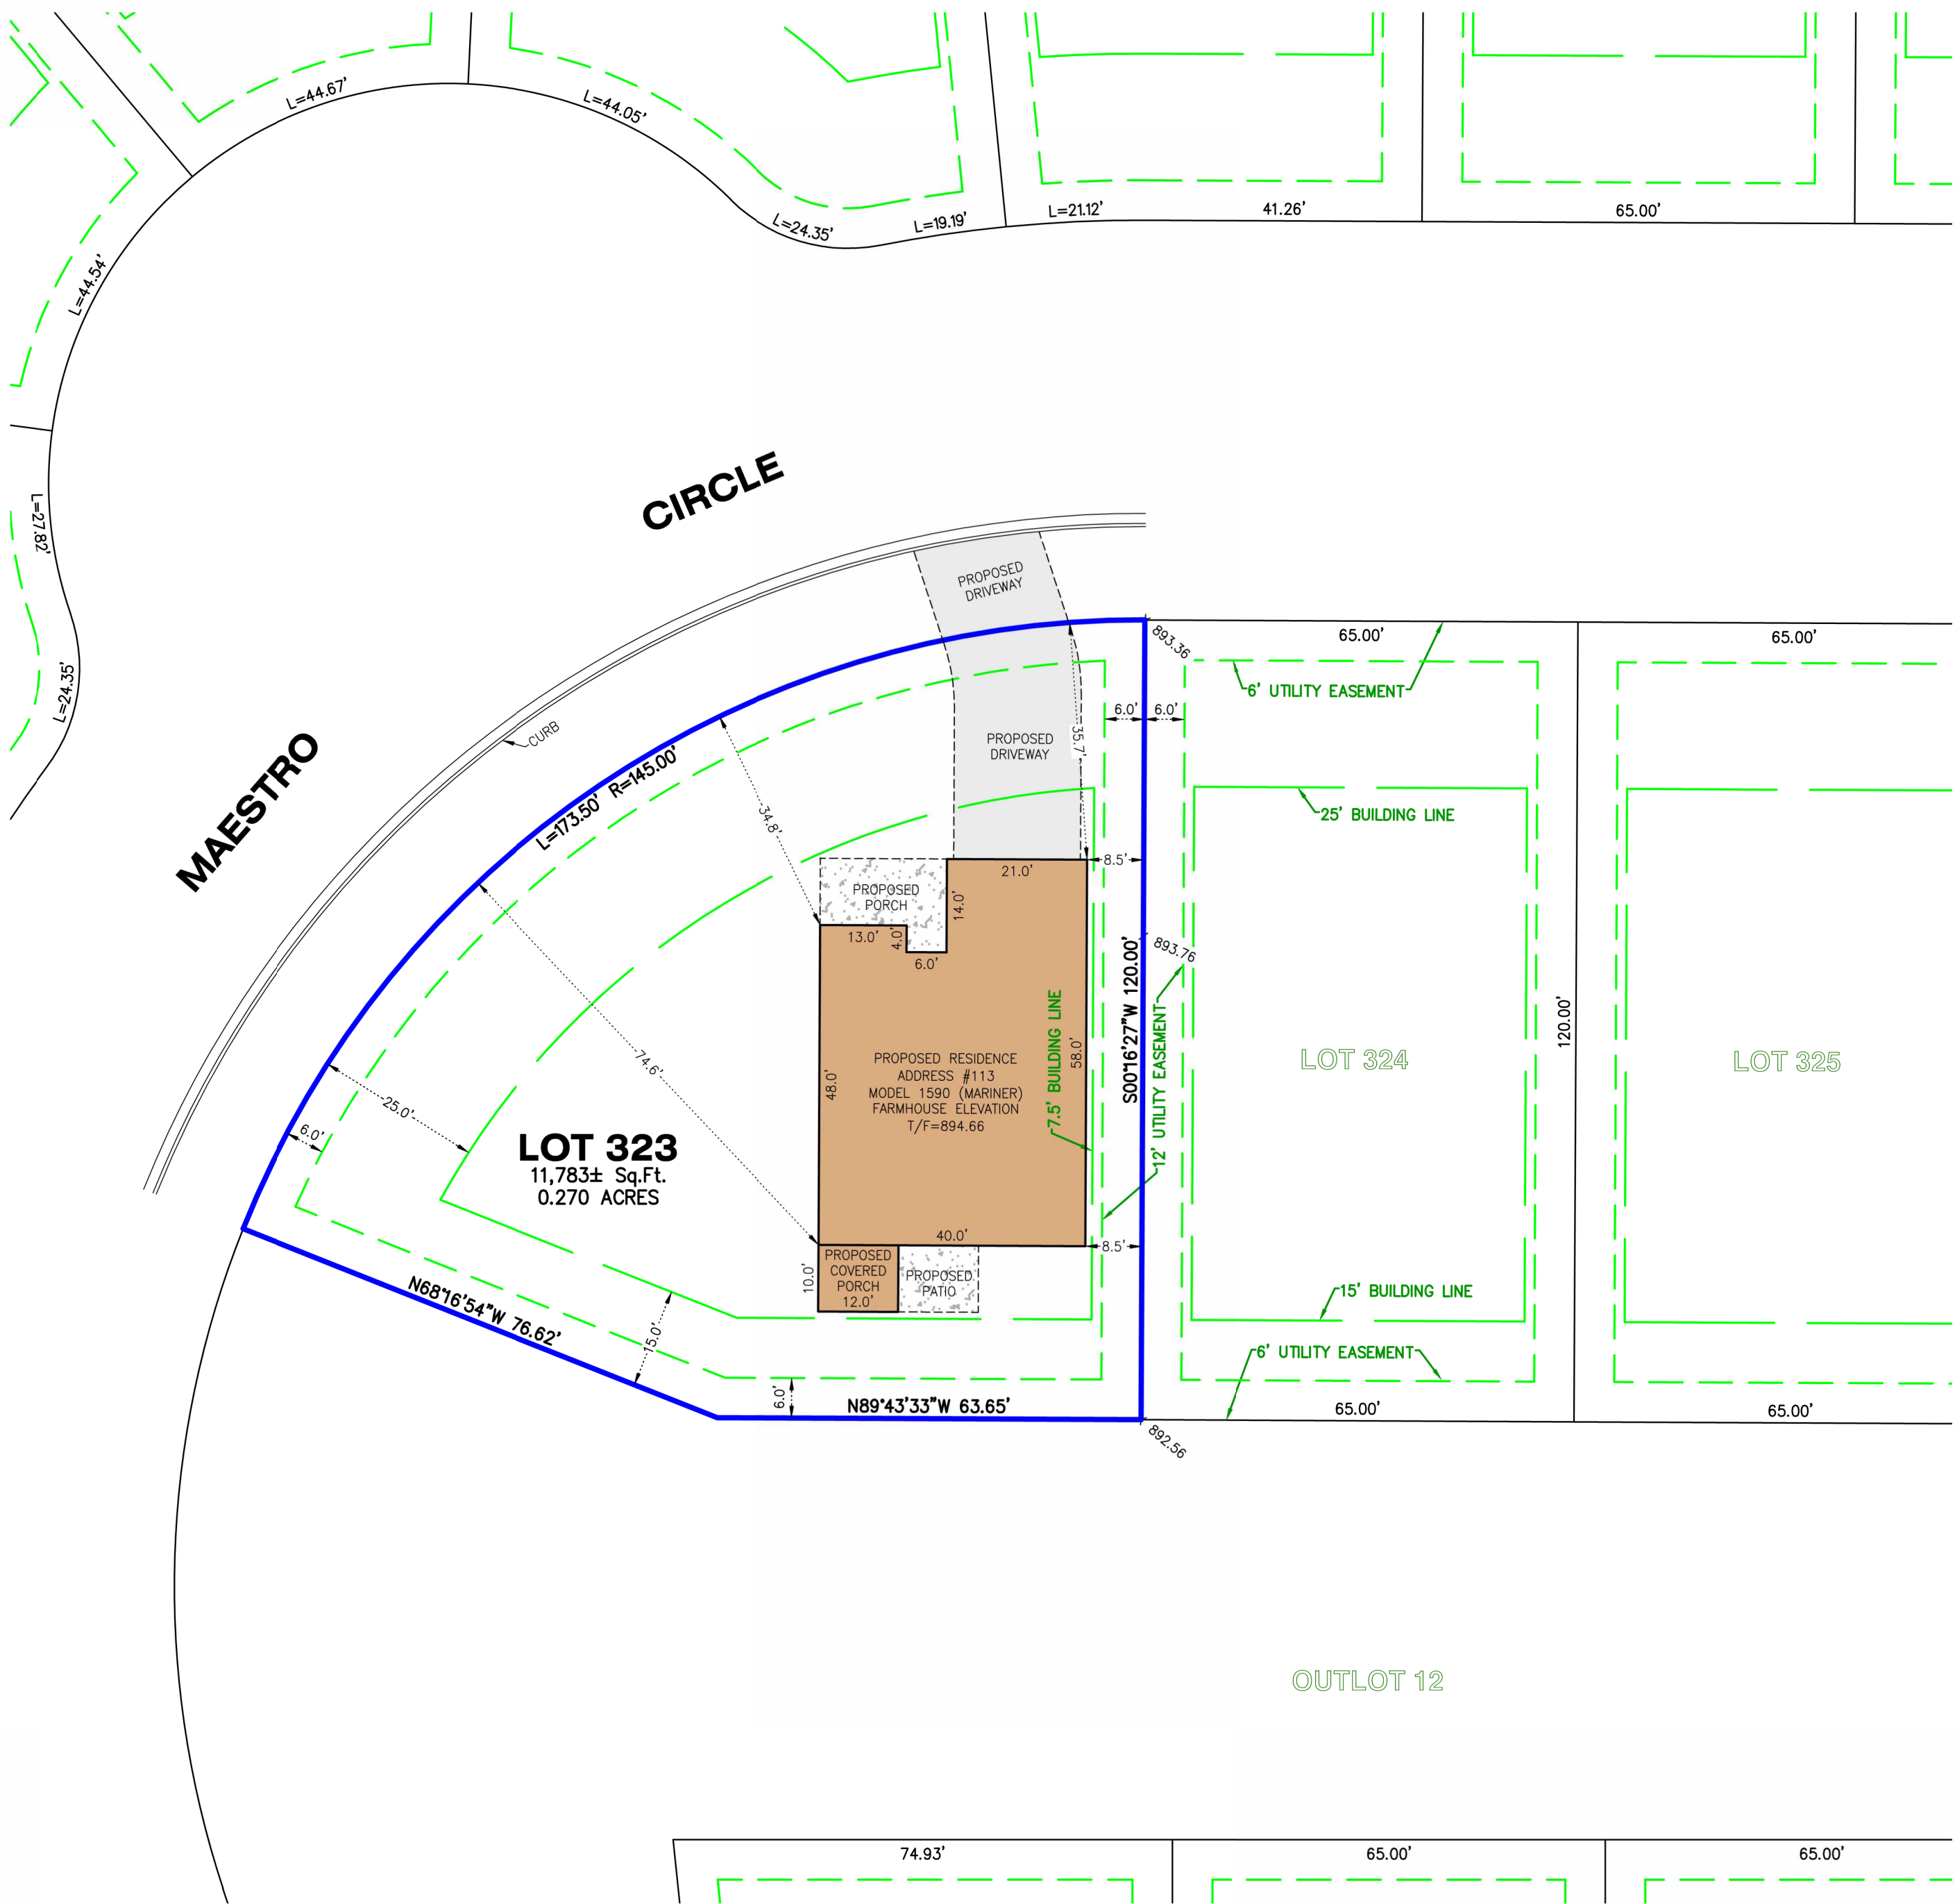 L=44.67'
L=44.05'
L=24.35'
L=19.19'
L=21.12'
41.26'
65.00'
L=44.54'
L=27.82'
L=24.35'
CIRCLE
MAESTRO
PROPOSED
DRIVEWAY
893.36
65.00'
65.00'
6' UTILITY EASEMENT
6.0'
6.0'
CURB
L=173.50' R=145.00'
PROPOSED
DRIVEWAY
35.7'
34.8'
25' BUILDING LINE
8.5'
21.0'
PROPOSED
PORCH
14.0'
13.0'
4.0'
6.0'
893.76
S00°16'27"W 120.00'
12' UTILITY EASEMENT
7.5' BUILDING LINE
58.0'
48.0'
74.6'
PROPOSED RESIDENCE
ADDRESS #113
MODEL 1590 (MARINER)
FARMHOUSE ELEVATION
T/F=894.66
120.00'
LOT 324
LOT 325
25.0'
6.0'
LOT 323
11,783± Sq.Ft.
0.270 ACRES
40.0'
8.5'
PROPOSED
COVERED
PORCH
12.0'
10.0'
PROPOSED
PATIO
15' BUILDING LINE
N68°16'54"W 76.62'
15.0'
6' UTILITY EASEMENT
6.0'
N89°43'33"W 63.65'
65.00'
65.00'
892.56
OUTLOT 12
74.93'
65.00'
65.00'